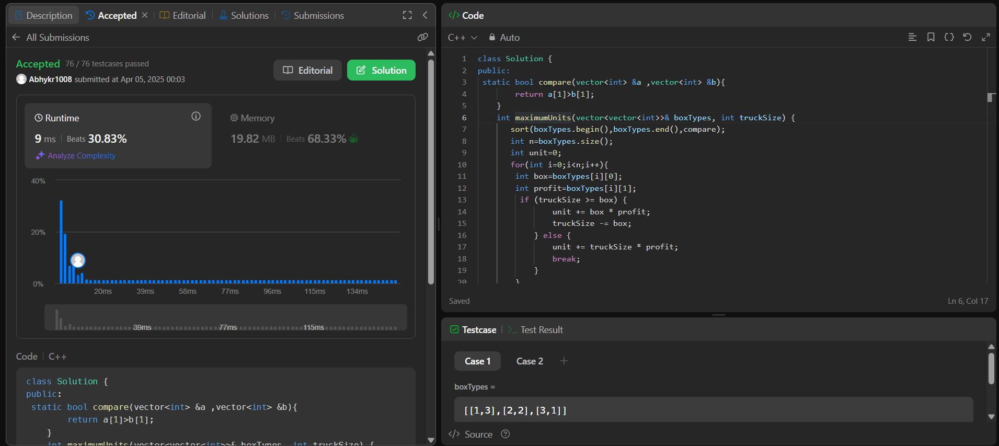 Description
Accepted
Editorial
Solutions
Submissions
All Submissions
Accepted 76 / 76 testcases passed
Abhykr1008 submitted at Apr 05, 2025 00:03
Editorial
Solution
Runtime
9 ms Beats 30.83%
Analyze Complexity
Memory
19.82 MB Beats 68.33%
40%
20%
0%
20ms 39ms 58ms 77ms 96ms 115ms 134ms
39ms 77ms 115ms
Code C++
class Solution {
public:
static bool compare(vector<int> &a ,vector<int> &b){
return a[1]>b[1];
}
int maximumUnits(vector<vector<int>>& boxTypes, int truckSize) {
</> Code
C++ Auto
1 class Solution {
2 public:
3 static bool compare(vector<int> &a ,vector<int> &b){
4 return a[1]>b[1];
5 }
6 int maximumUnits(vector<vector<int>>& boxTypes, int truckSize) {
7 sort(boxTypes.begin(),boxTypes.end(),compare);
8 int n=boxTypes.size();
9 int unit=0;
10 for(int i=0;i<n;i++){
11 int box=boxTypes[i][0];
12 int profit=boxTypes[i][1];
13 if (truckSize >= box) {
14 unit += box * profit;
15 truckSize -= box;
16 } else {
17 unit += truckSize * profit;
18 break;
19 }
20 }
Saved
Ln 6, Col 17
Testcase
>_ Test Result
Case 1
Case 2
+
boxTypes =
[[1,3],[2,2],[3,1]]
</> Source ?